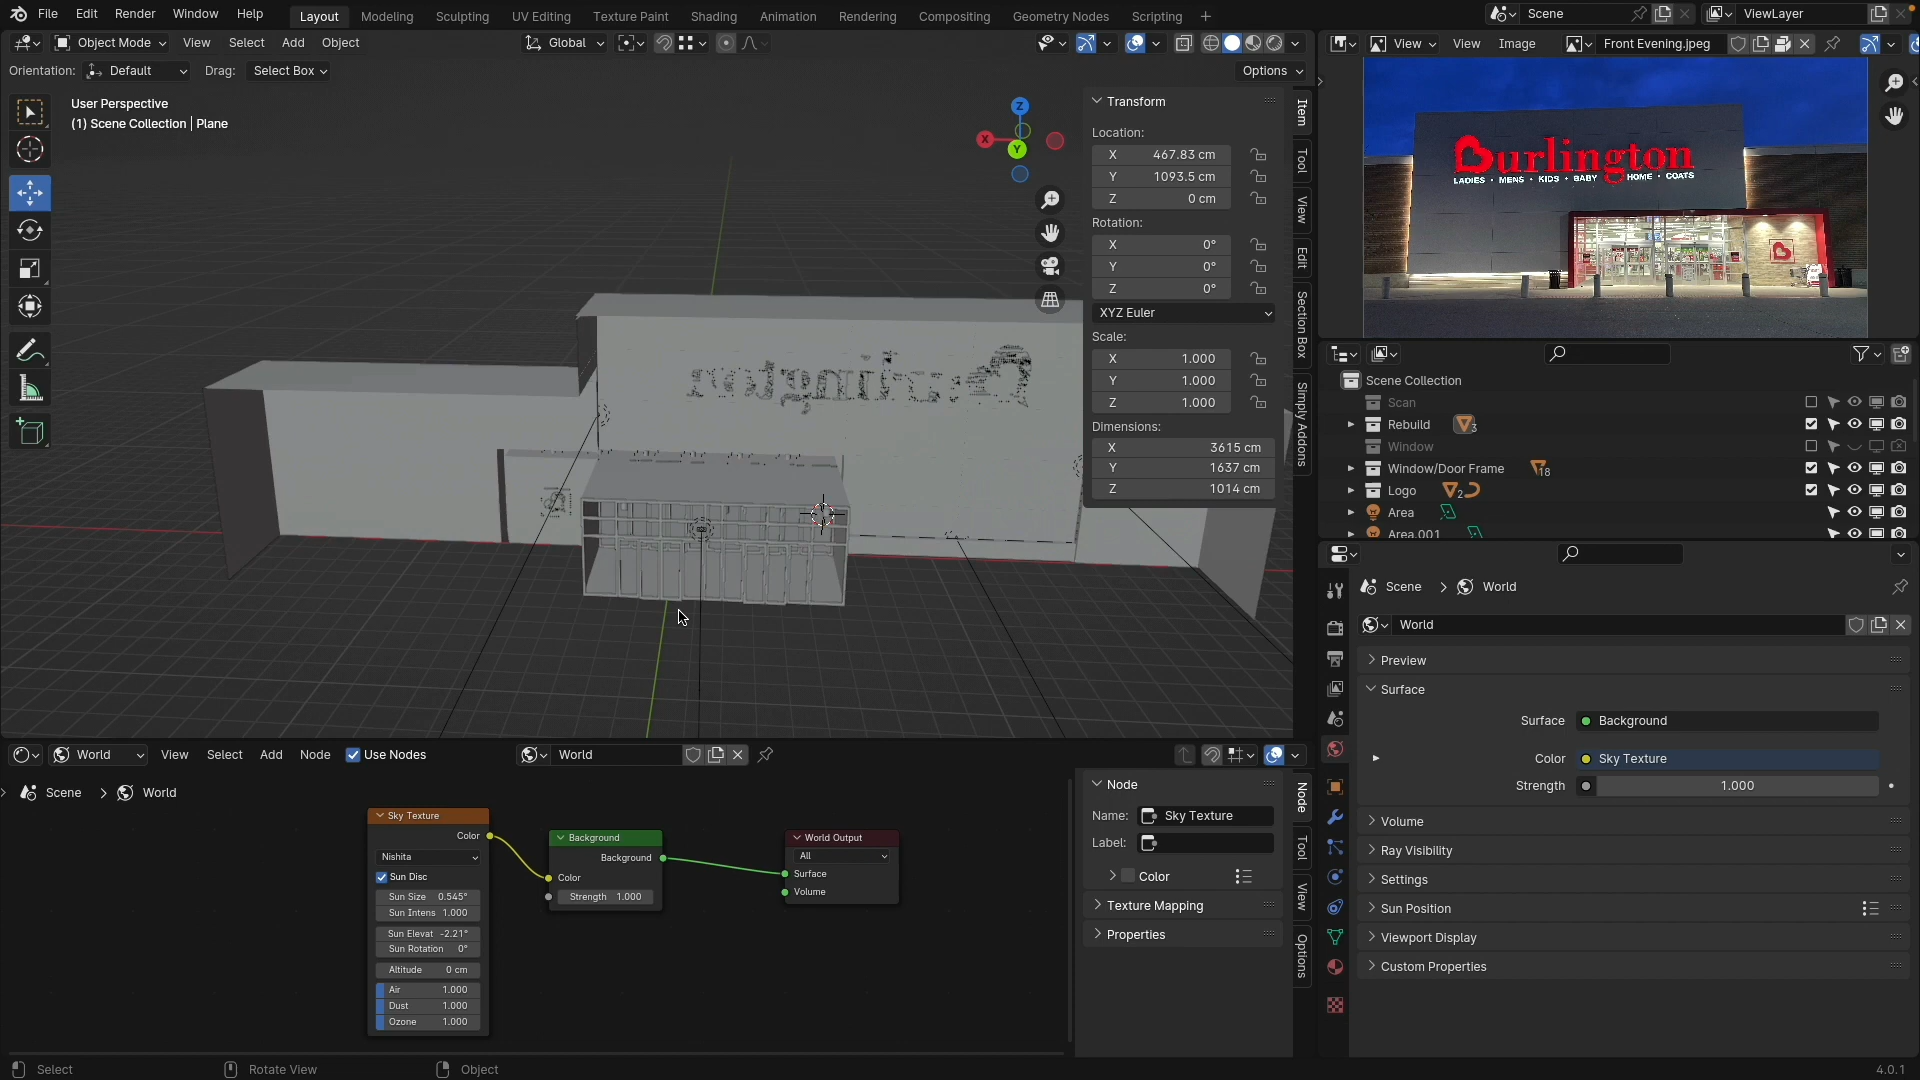 File Edit Render Window Help Layout Modeling Sculpting UV Editing Texture Paint Shading Animation Rendering Compositing Geometry Nodes Scripting + Scene ViewLayer
Object Mode View Select Add Object Global
View View Image Front Evening.jpeg
Orientation: Default Drag: Select Box Options
User Perspective
(1) Scene Collection | Plane
Z
X
Y
Transform
Location:
X 467.83 cm
Y 1093.5 cm
Z 0 cm
Rotation:
X 0°
Y 0°
Z 0°
XYZ Euler
Scale:
X 1.000
Y 1.000
Z 1.000
Dimensions:
X 3615 cm
Y 1637 cm
Z 1014 cm
Item
Tool
View
Edit
Section Box
Simply Addons
Burlington
LADIES • MENS • KIDS • BABY HOME • COATS
Scene Collection
Scan
Rebuild 3
Window
Window/Door Frame 18
Logo 2
Area
Area.001
Scene > World
World
Preview
Surface
Surface Background
Color Sky Texture
Strength 1.000
Volume
Ray Visibility
Settings
Sun Position
Viewport Display
Custom Properties
World View Select Add Node Use Nodes World
Scene > World
Sky Texture
Color
Nishita
Sun Disc
Sun Size 0.545°
Sun Intens 1.000
Sun Elevat -2.21°
Sun Rotation 0°
Altitude 0 cm
Air 1.000
Dust 1.000
Ozone 1.000
Background
Background
Color
Strength 1.000
World Output
All
Surface
Volume
Node
Name: Sky Texture
Label:
Color
Texture Mapping
Properties
Node
Tool
View
Options
Select Rotate View Object 4.0.1